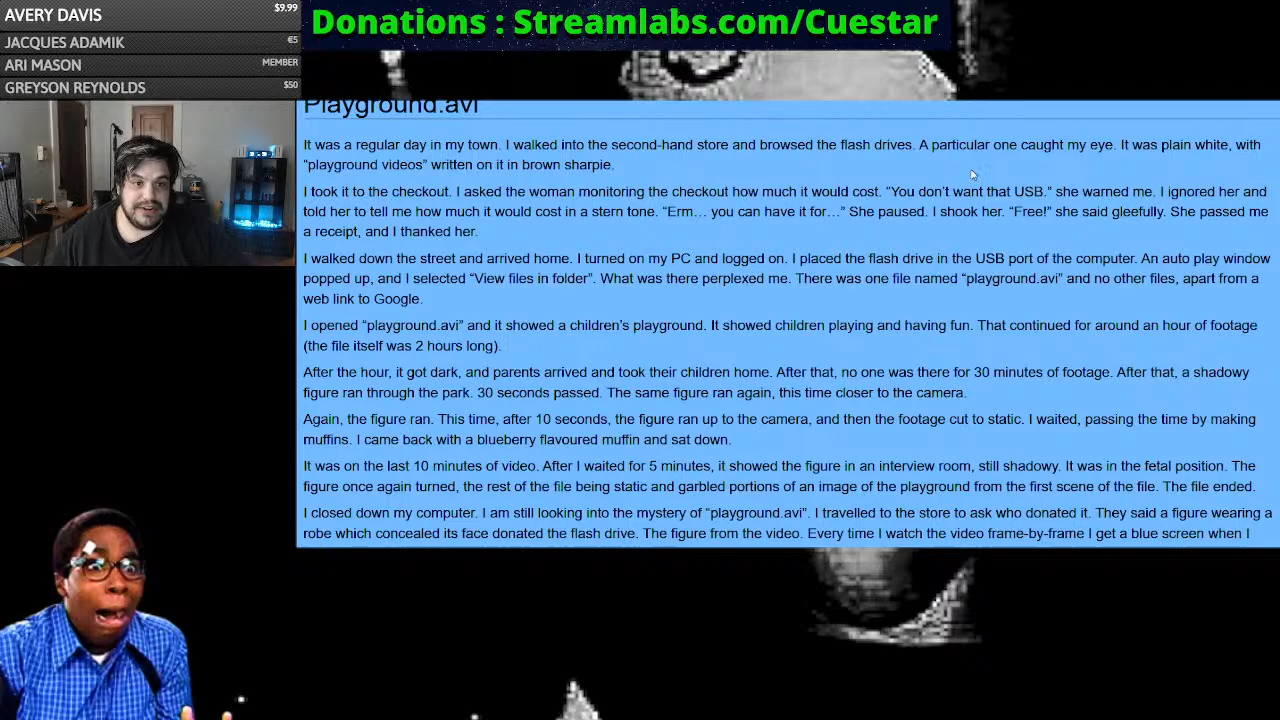 AVERY DAVIS $9.99
JACQUES ADAMIK €5
ARI MASON MEMBER
GREYSON REYNOLDS $50
Donations : Streamlabs.com/Cuestar
Playground.avi
It was a regular day in my town. I walked into the second-hand store and browsed the flash drives. A particular one caught my eye. It was plain white, with
“playground videos” written on it in brown sharpie.
I took it to the checkout. I asked the woman monitoring the checkout how much it would cost. “You don’t want that USB.” she warned me. I ignored her and
told her to tell me how much it would cost in a stern tone. “Erm… you can have it for…” She paused. I shook her. “Free!” she said gleefully. She passed me
a receipt, and I thanked her.
I walked down the street and arrived home. I turned on my PC and logged on. I placed the flash drive in the USB port of the computer. An auto play window
popped up, and I selected “View files in folder”. What was there perplexed me. There was one file named “playground.avi” and no other files, apart from a
web link to Google.
I opened “playground.avi” and it showed a children’s playground. It showed children playing and having fun. That continued for around an hour of footage
(the file itself was 2 hours long).
After the hour, it got dark, and parents arrived and took their children home. After that, no one was there for 30 minutes of footage. After that, a shadowy
figure ran through the park. 30 seconds passed. The same figure ran again, this time closer to the camera.
Again, the figure ran. This time, after 10 seconds, the figure ran up to the camera, and then the footage cut to static. I waited, passing the time by making
muffins. I came back with a blueberry flavoured muffin and sat down.
It was on the last 10 minutes of video. After I waited for 5 minutes, it showed the figure in an interview room, still shadowy. It was in the fetal position. The
figure once again turned, the rest of the file being static and garbled portions of an image of the playground from the first scene of the file. The file ended.
I closed down my computer. I am still looking into the mystery of “playground.avi”. I travelled to the store to ask who donated it. They said a figure wearing a
robe which concealed its face donated the flash drive. The figure from the video. Every time I watch the video frame-by-frame I get a blue screen when I